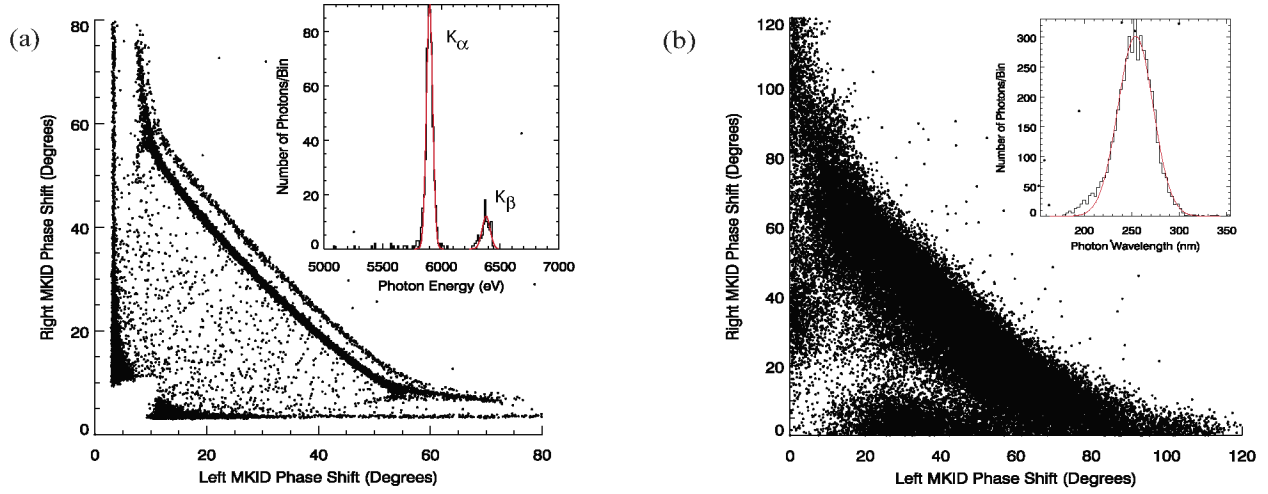 (a)
Right MKID Phase Shift (Degrees)
80
60
40
20
0
0 20 40 60 80
Left MKID Phase Shift (Degrees)
Number of Photons/Bin
80
60
40
20
0
5000 5500 6000 6500 7000
Photon Energy (eV)
Kα
Kβ
(b)
Right MKID Phase Shift (Degrees)
120
100
80
60
40
20
0
0 20 40 60 80 100 120
Left MKID Phase Shift (Degrees)
Number of Photons/Bin
300
250
200
150
100
50
0
200 250 300 350
Photon Wavelength (nm)